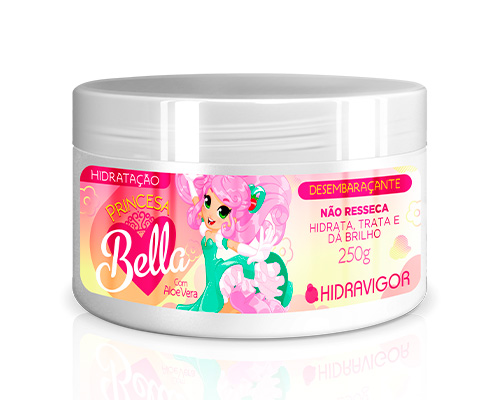 HIDRATAÇÃO
PRINCESA
Bella
Com
Aloe Vera
DESEMBARAÇANTE
NÃO RESSECA
HIDRATA, TRATA E
DÁ BRILHO
250g
HIDRAVIGOR